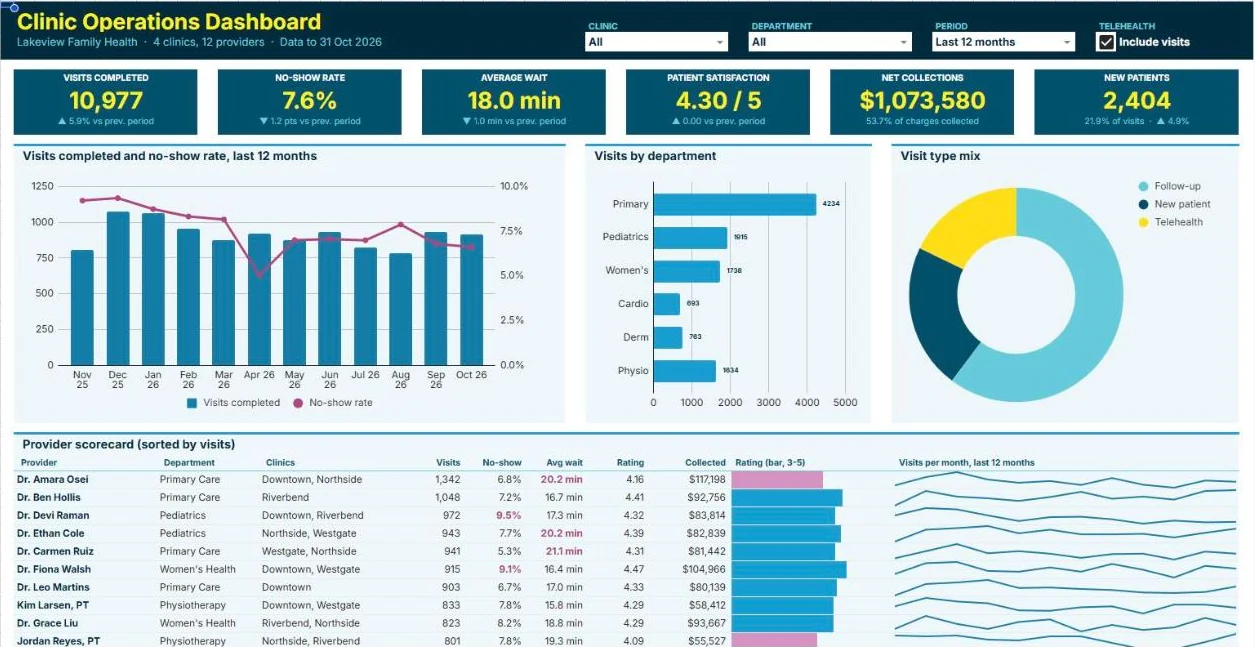 Clinic Operations Dashboard
Lakeview Family Health · 4 clinics, 12 providers · Data to 31 Oct 2026
CLINIC
All
DEPARTMENT
All
PERIOD
Last 12 months
TELEHEALTH
Include visits
VISITS COMPLETED
10,977
▲ 5.9% vs prev. period
NO-SHOW RATE
7.6%
▼ 1.2 pts vs prev. period
AVERAGE WAIT
18.0 min
▼ 1.0 min vs prev. period
PATIENT SATISFACTION
4.30 / 5
▲ 0.00 vs prev. period
NET COLLECTIONS
$1,073,580
53.7% of charges collected
NEW PATIENTS
2,404
21.9% of visits · ▲ 4.9%
Visits completed and no-show rate, last 12 months
1250
1000
750
500
250
0
10.0%
7.5%
5.0%
2.5%
0.0%
Nov 25
Dec 25
Jan 26
Feb 26
Mar 26
Apr 26
May 26
Jun 26
Jul 26
Aug 26
Sep 26
Oct 26
Visits completed
No-show rate
Visits by department
Primary 4234
Pediatrics 1915
Women's 1738
Cardio 693
Derm 763
Physio 1634
0 1000 2000 3000 4000 5000
Visit type mix
Follow-up
New patient
Telehealth
Provider scorecard (sorted by visits)
Provider Department Clinics Visits No-show Avg wait Rating Collected Rating (bar, 3-5) Visits per month, last 12 months
Dr. Amara Osei Primary Care Downtown, Northside 1,342 6.8% 20.2 min 4.16 $117,198
Dr. Ben Hollis Primary Care Riverbend 1,048 7.2% 16.7 min 4.41 $92,756
Dr. Devi Raman Pediatrics Downtown, Riverbend 972 9.5% 17.3 min 4.32 $83,814
Dr. Ethan Cole Pediatrics Northside, Westgate 943 7.7% 20.2 min 4.39 $82,839
Dr. Carmen Ruiz Primary Care Westgate, Northside 941 5.3% 21.1 min 4.31 $81,442
Dr. Fiona Walsh Women's Health Downtown, Westgate 915 9.1% 16.4 min 4.47 $104,966
Dr. Leo Martins Primary Care Downtown 903 6.7% 17.0 min 4.33 $80,139
Kim Larsen, PT Physiotherapy Downtown, Westgate 833 7.8% 15.8 min 4.29 $58,412
Dr. Grace Liu Women's Health Riverbend, Northside 823 8.2% 18.8 min 4.29 $93,667
Jordan Reyes, PT Physiotherapy Northside, Riverbend 801 7.8% 19.3 min 4.09 $55,527